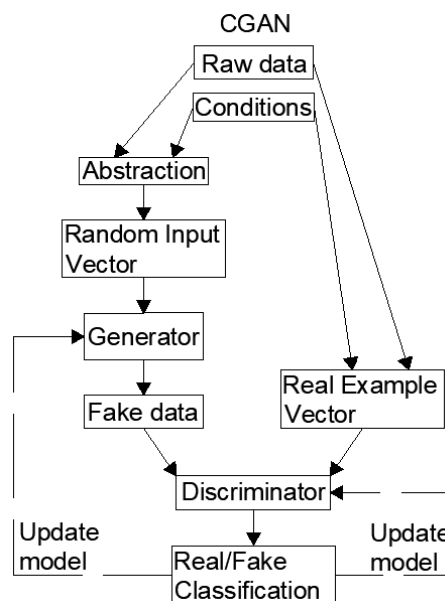 CGAN
Raw data
Conditions
Abstraction
Random Input
Vector
Generator
Fake data
Real Example
Vector
Discriminator
Update
model
Real/Fake
Classification
Update
model